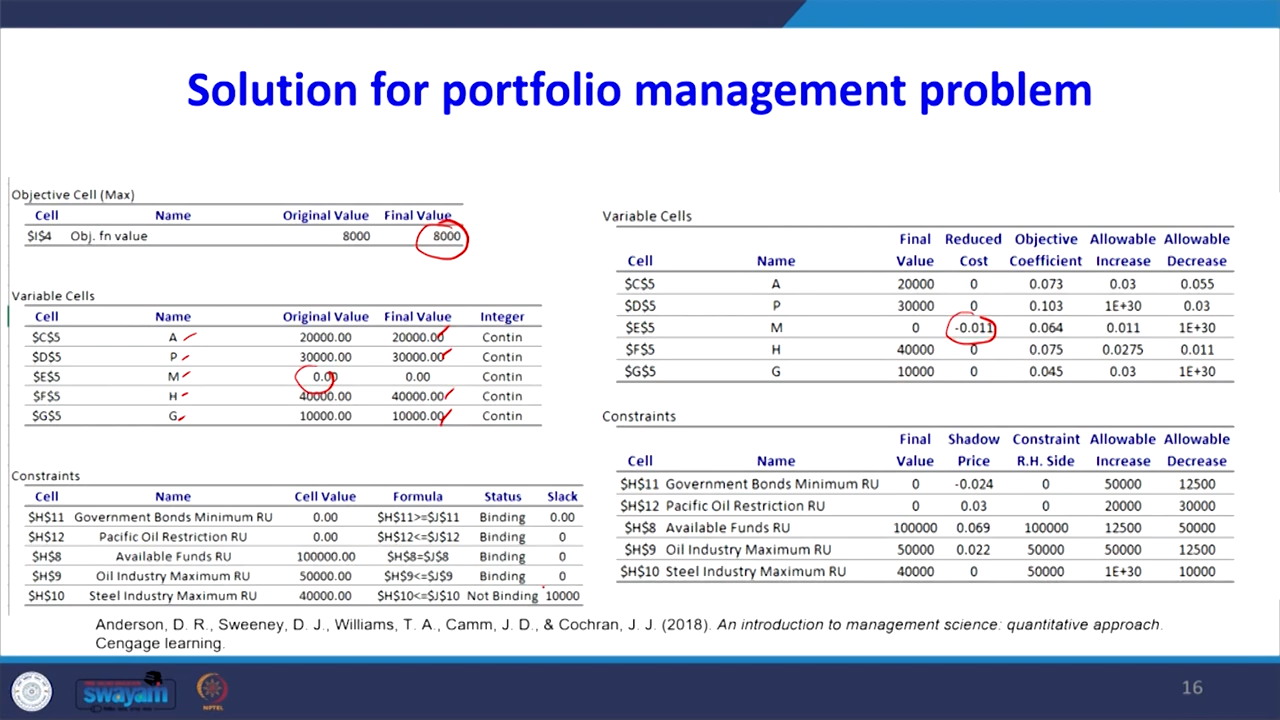 Solution for portfolio management problem
Objective Cell (Max)
Cell Name Original Value Final Value
$I$4 Obj. fn value 8000 8000
Variable Cells
Cell Name Original Value Final Value Integer
$C$5 A 20000.00 20000.00 Contin
$D$5 P 30000.00 30000.00 Contin
$E$5 M 0.00 0.00 Contin
$F$5 H 40000.00 40000.00 Contin
$G$5 G 10000.00 10000.00 Contin
Constraints
Cell Name Cell Value Formula Status Slack
$H$11 Government Bonds Minimum RU 0.00 $H$11>=$J$11 Binding 0.00
$H$12 Pacific Oil Restriction RU 0.00 $H$12<=$J$12 Binding 0
$H$8 Available Funds RU 100000.00 $H$8=$J$8 Binding 0
$H$9 Oil Industry Maximum RU 50000.00 $H$9<=$J$9 Binding 0
$H$10 Steel Industry Maximum RU 40000.00 $H$10<=$J$10 Not Binding 10000
Variable Cells
Final Reduced Objective Allowable Allowable
Cell Name Value Cost Coefficient Increase Decrease
$C$5 A 20000 0 0.073 0.03 0.055
$D$5 P 30000 0 0.103 1E+30 0.03
$E$5 M 0 -0.011 0.064 0.011 1E+30
$F$5 H 40000 0 0.075 0.0275 0.011
$G$5 G 10000 0 0.045 0.03 1E+30
Constraints
Final Shadow Constraint Allowable Allowable
Cell Name Value Price R.H. Side Increase Decrease
$H$11 Government Bonds Minimum RU 0 -0.024 0 50000 12500
$H$12 Pacific Oil Restriction RU 0 0.03 0 20000 30000
$H$8 Available Funds RU 100000 0.069 100000 12500 50000
$H$9 Oil Industry Maximum RU 50000 0.022 50000 50000 12500
$H$10 Steel Industry Maximum RU 40000 0 50000 1E+30 10000
Anderson, D. R., Sweeney, D. J., Williams, T. A., Camm, J. D., & Cochran, J. J. (2018). An introduction to management science: quantitative approach.
Cengage learning.
swayam
NPTEL
16